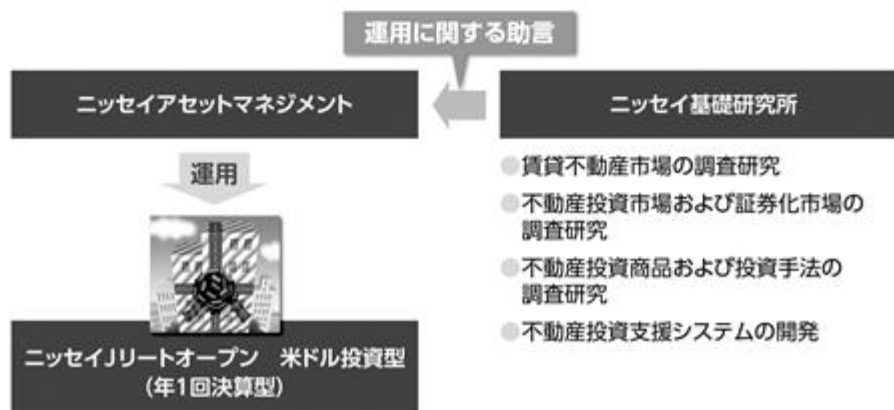 運用に関する助言
ニッセイアセットマネジメント
ニッセイ基礎研究所
運用
●賃貸不動産市場の調査研究
●不動産投資市場および証券化市場の
調査研究
●不動産投資商品および投資手法の
調査研究
●不動産投資支援システムの開発
ニッセイJリートオープン　米ドル投資型
(年1回決算型)